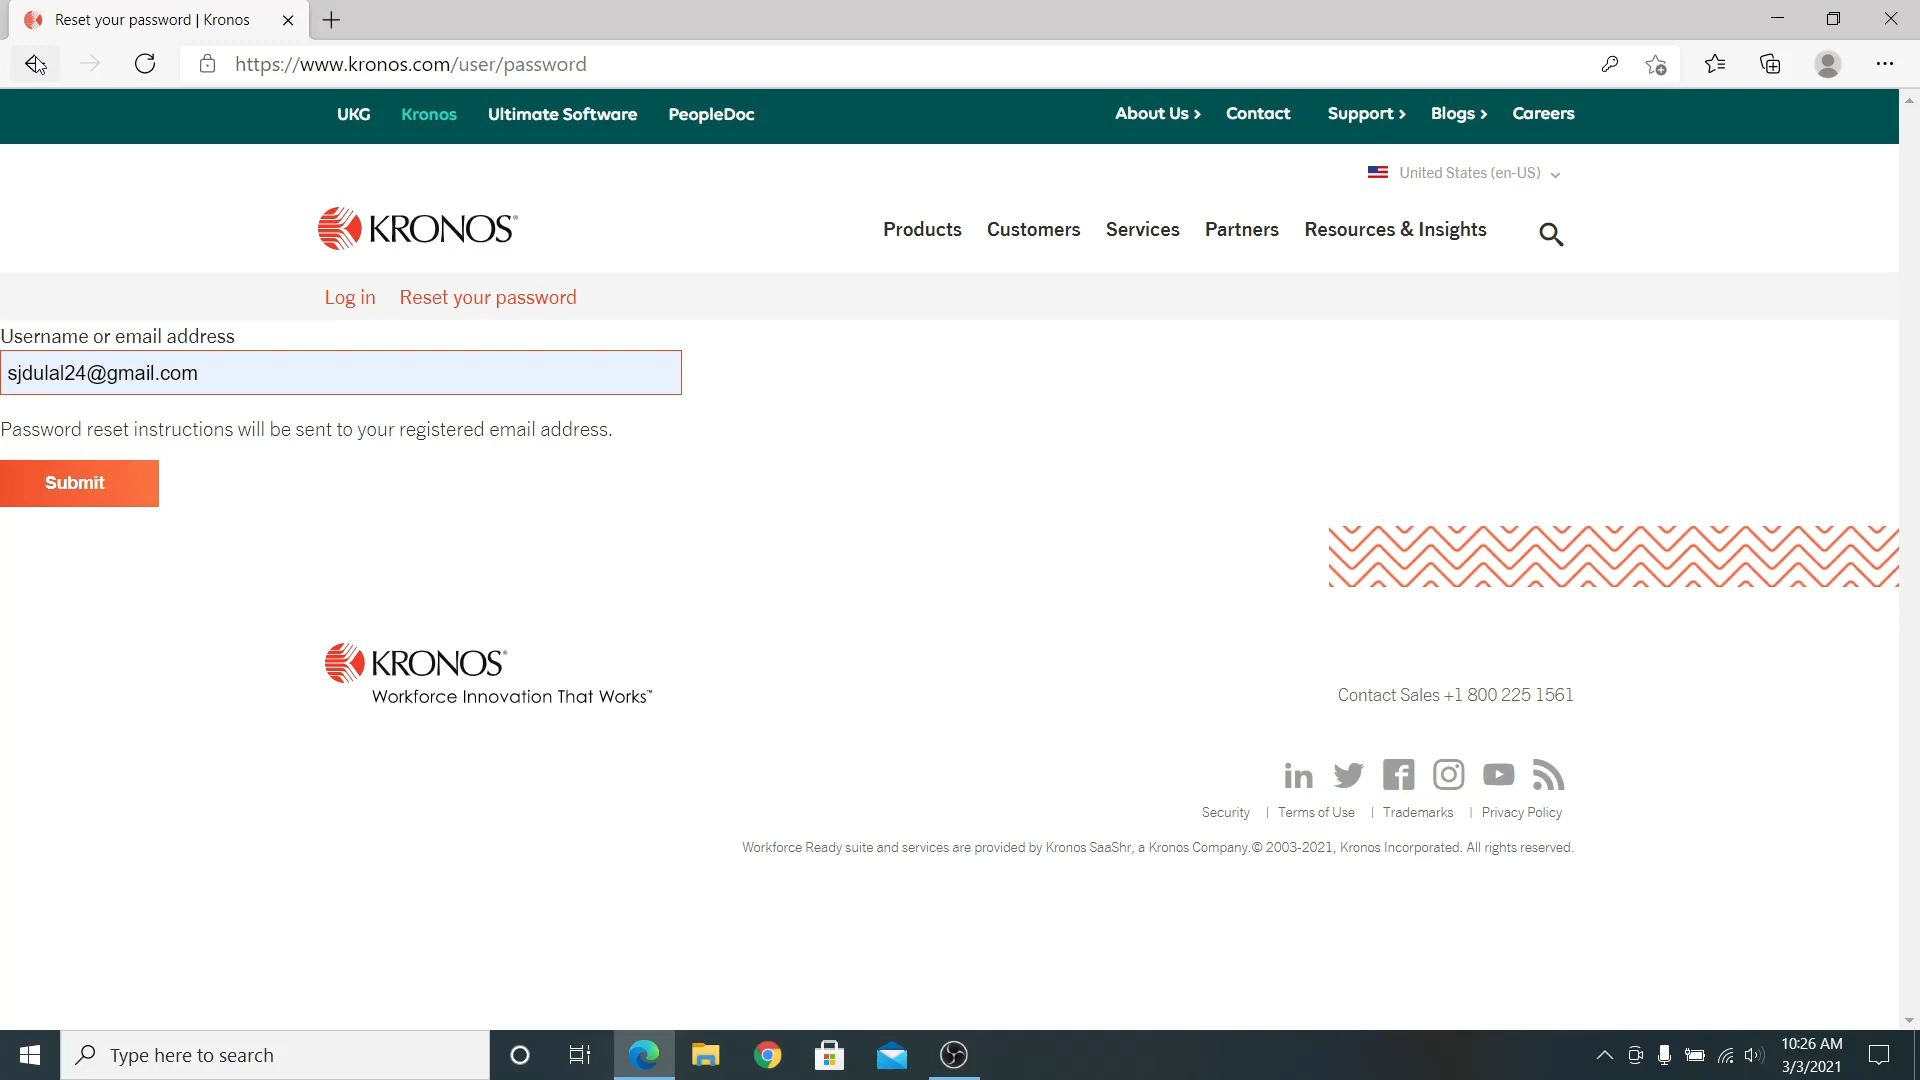 Reset your password | Kronos
https://www.kronos.com/user/password
UKG Kronos Ultimate Software PeopleDoc About Us > Contact Support > Blogs > Careers
United States (en-US)
KRONOS® Products Customers Services Partners Resources & Insights
Log in Reset your password
Username or email address
sjdulal24@gmail.com
Password reset instructions will be sent to your registered email address.
Submit
KRONOS®
Workforce Innovation That Works™
Contact Sales +1 800 225 1561
Security | Terms of Use | Trademarks | Privacy Policy
Workforce Ready suite and services are provided by Kronos SaaShr, a Kronos Company.© 2003-2021, Kronos Incorporated. All rights reserved.
Type here to search
10:26 AM
3/3/2021